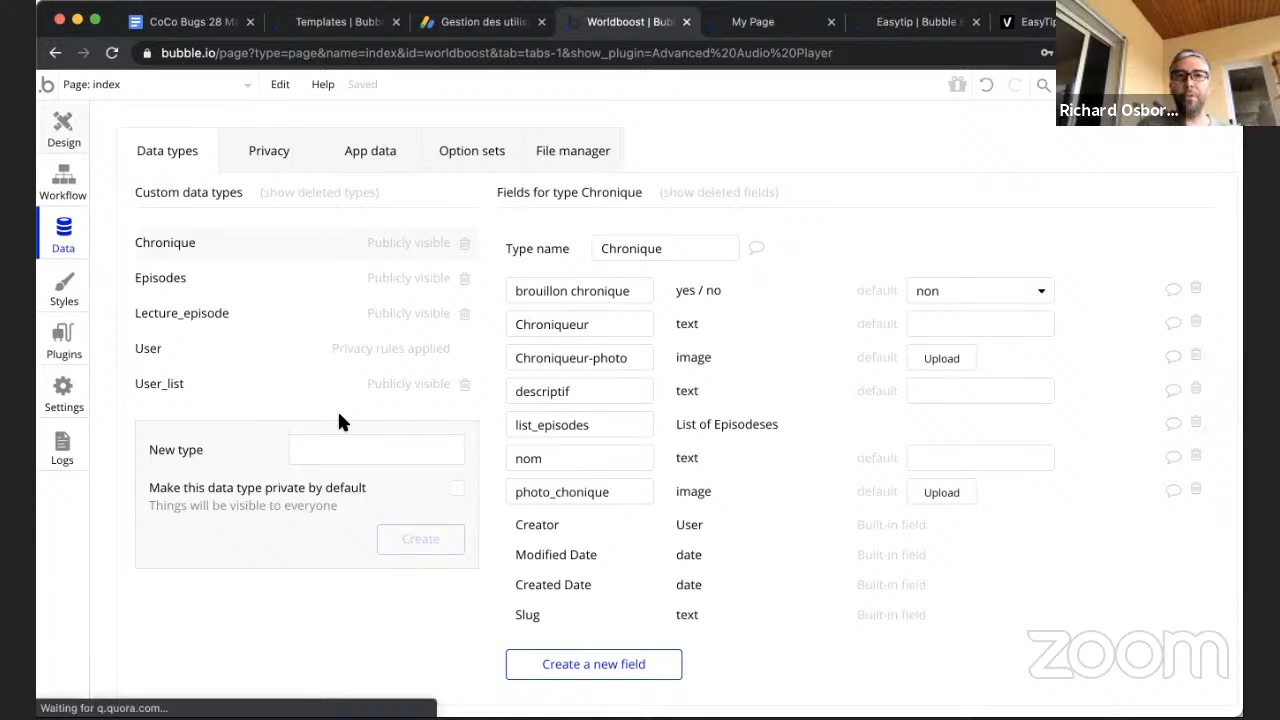 CoCo Bugs 28 M
Templates | Bubb
Gestion des utilis
Worldboost | Bub
My Page
Easytip | Bubble
EasyTip
bubble.io/page?type=page&name=index&id=worldboost&tab=tabs-1&show_plugin=Advanced%20Audio%20Player
.b Page: index Edit Help Saved
Richard Osbor...
Design
Workflow
Data
Styles
Plugins
Settings
Logs
Data types Privacy App data Option sets File manager
Custom data types (show deleted types)
Chronique Publicly visible
Episodes Publicly visible
Lecture_episode Publicly visible
User Privacy rules applied
User_list Publicly visible
New type
Make this data type private by default
Things will be visible to everyone
Create
Fields for type Chronique (show deleted fields)
Type name Chronique
brouillon chronique yes / no default non
Chroniqueur text default
Chroniqueur-photo image default Upload
descriptif text default
list_episodes List of Episodeses
nom text default
photo_chonique image default Upload
Creator User Built-in field
Modified Date date Built-in field
Created Date date Built-in field
Slug text Built-in field
Create a new field
zoom
Waiting for q.quora.com...